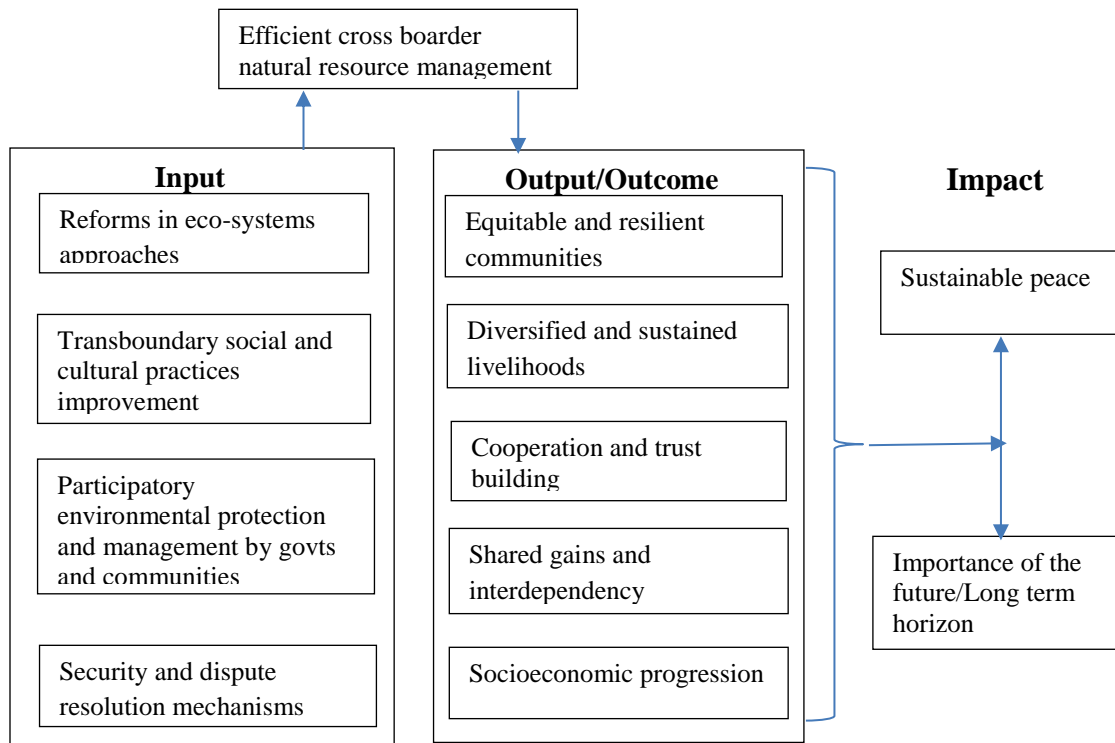 Efficient cross boarder
natural resource management
Input
Reforms in eco-systems
approaches
Transboundary social and
cultural practices
improvement
Participatory
environmental protection
and management by govts
and communities
Security and dispute
resolution mechanisms
Output/Outcome
Equitable and resilient
communities
Diversified and sustained
livelihoods
Cooperation and trust
building
Shared gains and
interdependency
Socioeconomic progression
Impact
Sustainable peace
Importance of the
future/Long term
horizon